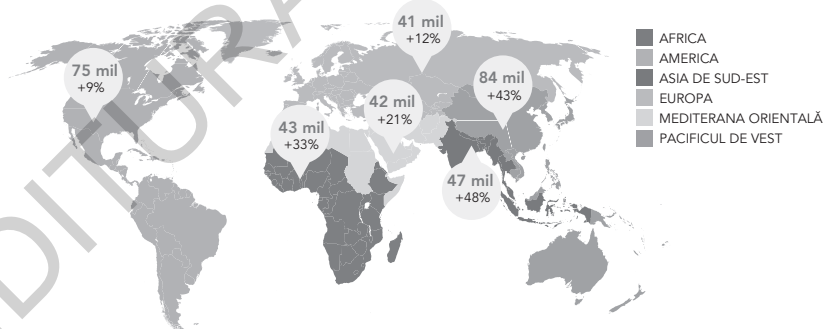 41 mil
+12%
75 mil
+9%
84 mil
+43%
42 mil
+21%
43 mil
+33%
47 mil
+48%
AFRICA
AMERICA
ASIA DE SUD-EST
EUROPA
MEDITERANA ORIENTALĂ
PACIFICUL DE VEST
DITURA